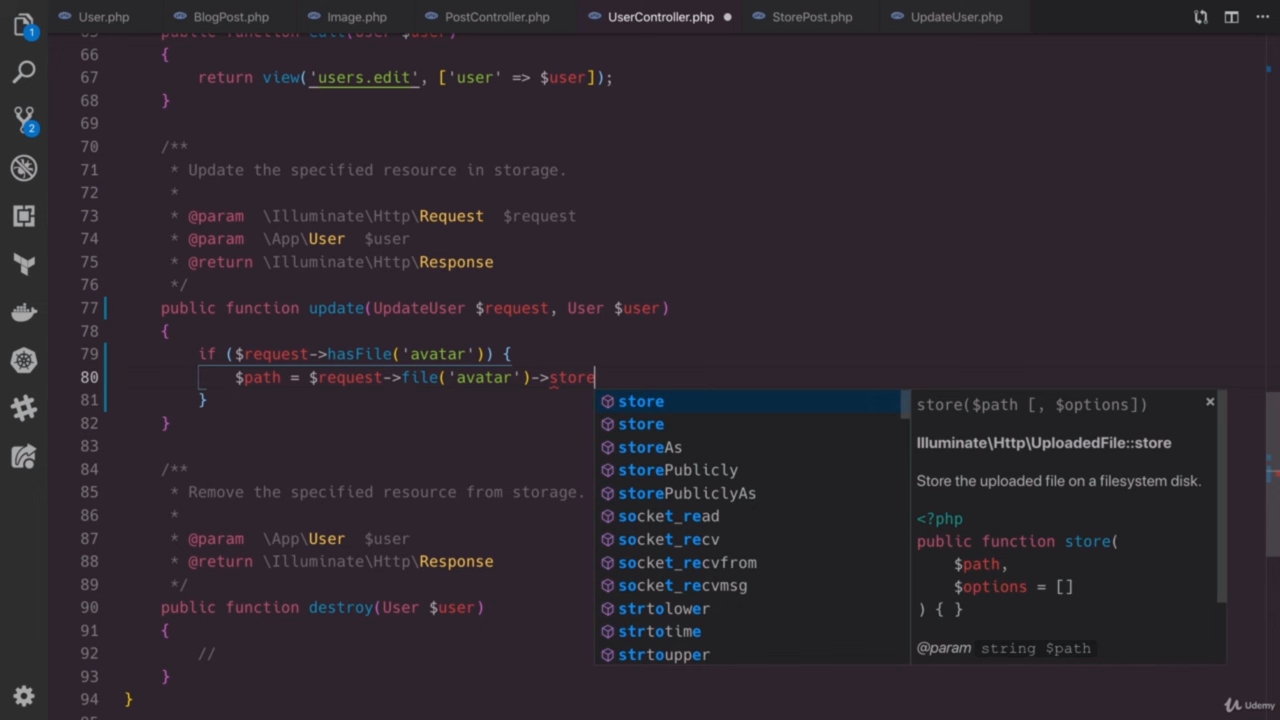 User.php BlogPost.php Image.php PostController.php UserController.php StorePost.php UpdateUser.php
1
2
66 {
67 return view('users.edit', ['user' => $user]);
68 }
69
70 /**
71 * Update the specified resource in storage.
72 *
73 * @param \Illuminate\Http\Request $request
74 * @param \App\User $user
75 * @return \Illuminate\Http\Response
76 */
77 public function update(UpdateUser $request, User $user)
78 {
79 if ($request->hasFile('avatar')) {
80 $path = $request->file('avatar')->store
81 }
82 }
83
84 /**
85 * Remove the specified resource from storage.
86 *
87 * @param \App\User $user
88 * @return \Illuminate\Http\Response
89 */
90 public function destroy(User $user)
91 {
92 //
93 }
94 }
store
store
storeAs
storePublicly
storePubliclyAs
socket_read
socket_recv
socket_recvfrom
socket_recvmsg
strtolower
strtotime
strtoupper
store($path [, $options])
Illuminate\Http\UploadedFile::store
Store the uploaded file on a filesystem disk.
<?php
public function store(
$path,
$options = []
) { }
@param string $path
Udemy